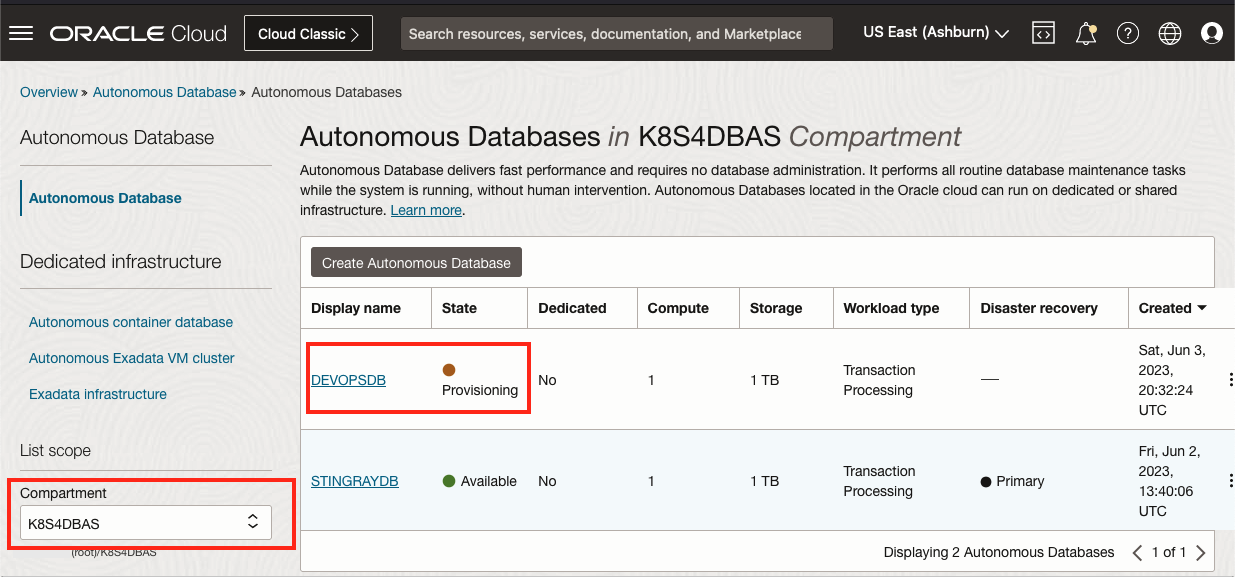 ORACLE Cloud
Cloud Classic
Search resources, services, documentation, and Marketplace
US East (Ashburn)
Overview » Autonomous Database » Autonomous Databases
Autonomous Database
Autonomous Database
Dedicated infrastructure
Autonomous container database
Autonomous Exadata VM cluster
Exadata infrastructure
List scope
Compartment
K8S4DBAS
(root)/K8S4DBAS
Autonomous Databases in K8S4DBAS Compartment
Autonomous Database delivers fast performance and requires no database administration. It performs all routine database maintenance tasks
while the system is running, without human intervention. Autonomous Databases located in the Oracle cloud can run on dedicated or shared
infrastructure. Learn more.
Create Autonomous Database
Display name State Dedicated Compute Storage Workload type Disaster recovery Created
DEVOPSDB Provisioning No 1 1 TB Transaction Processing — Sat, Jun 3, 2023, 20:32:24 UTC
STINGRAYDB Available No 1 1 TB Transaction Processing Primary Fri, Jun 2, 2023, 13:40:06 UTC
Displaying 2 Autonomous Databases < 1 of 1 >